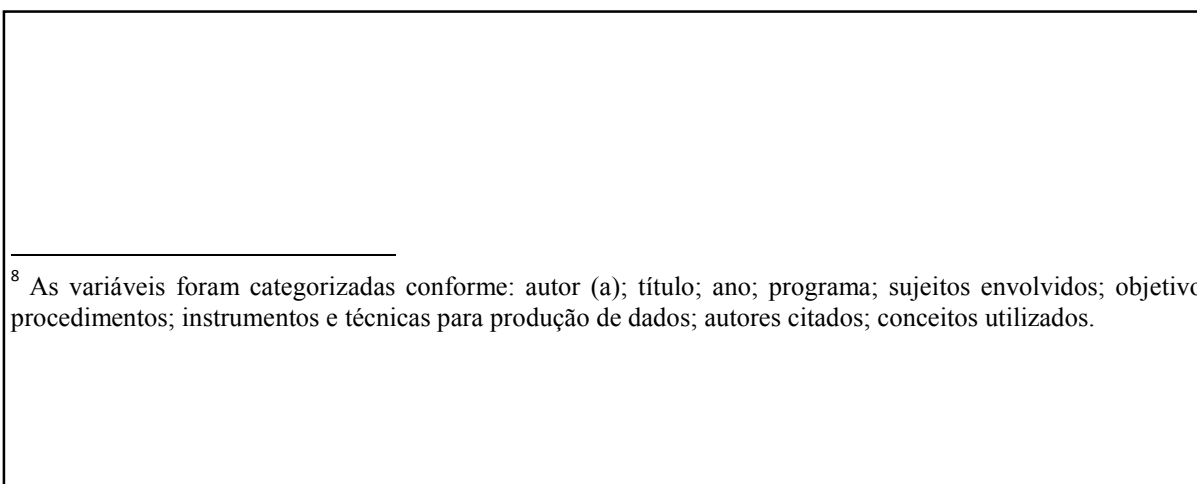 8 As variáveis foram categorizadas conforme: autor (a); título; ano; programa; sujeitos envolvidos; objetivo
procedimentos; instrumentos e técnicas para produção de dados; autores citados; conceitos utilizados.